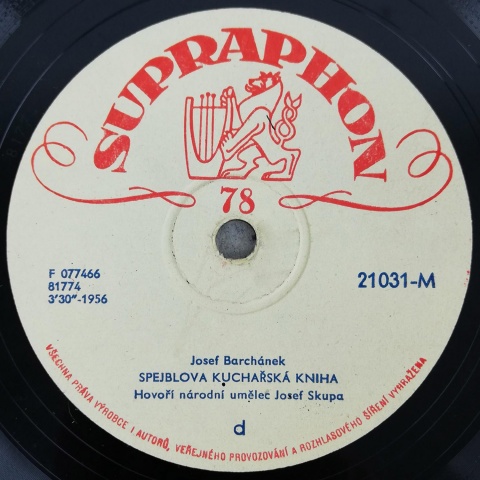 SUPRAPHON
78
F 077466
81774
3'30"-1956
21031-M
Josef Barchánek
SPEJBLOVA KUCHAŘSKÁ KNIHA
Hovoří národní umělec Josef Skupa
d
VŠECHNA PRÁVA VÝROBCE I AUTORŮ, VEŘEJNÉHO PROVOZOVÁNÍ A ROZHLASOVÉHO ŠÍŘENÍ VYHRAŽENA